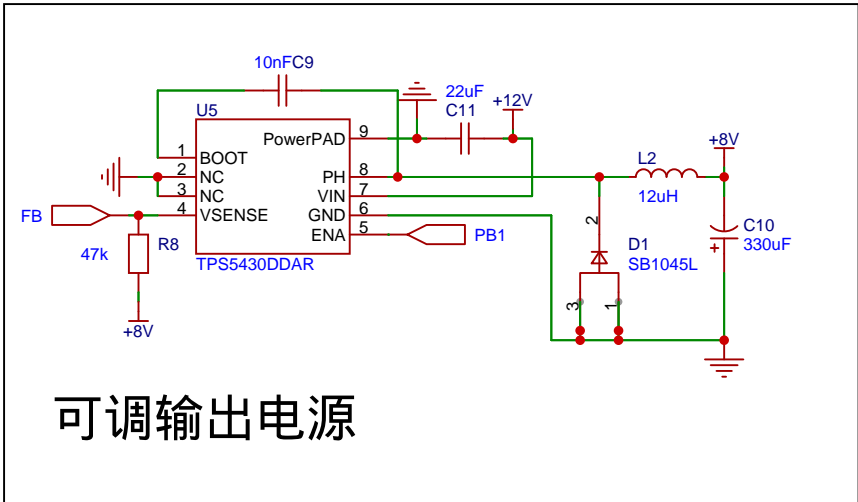 10nF C9
U5
22uF
C11
+12V
PowerPAD 9
1 BOOT
2 NC
3 NC
4 VSENSE
PH 8
VIN 7
GND 6
ENA 5
TPS5430DDAR
FB
47k
R8
+8V
PB1
L2
12uH
+8V
2
D1
SB1045L
3
1
C10
330uF
+
可调输出电源